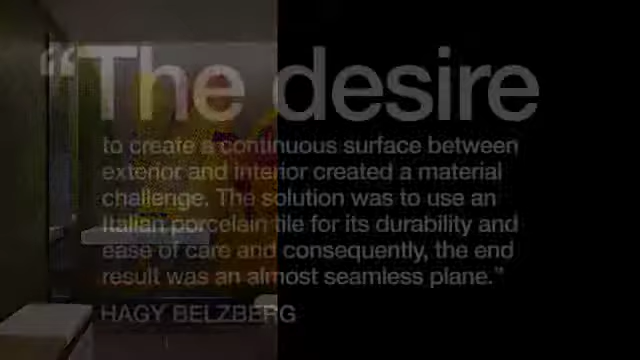 “The desire
to create a continuous surface between
exterior and interior created a material
challenge. The solution was to use an
Italian porcelain tile for its durability and
ease of care and consequently, the end
result was an almost seamless plane.”
HAGY BELZBERG